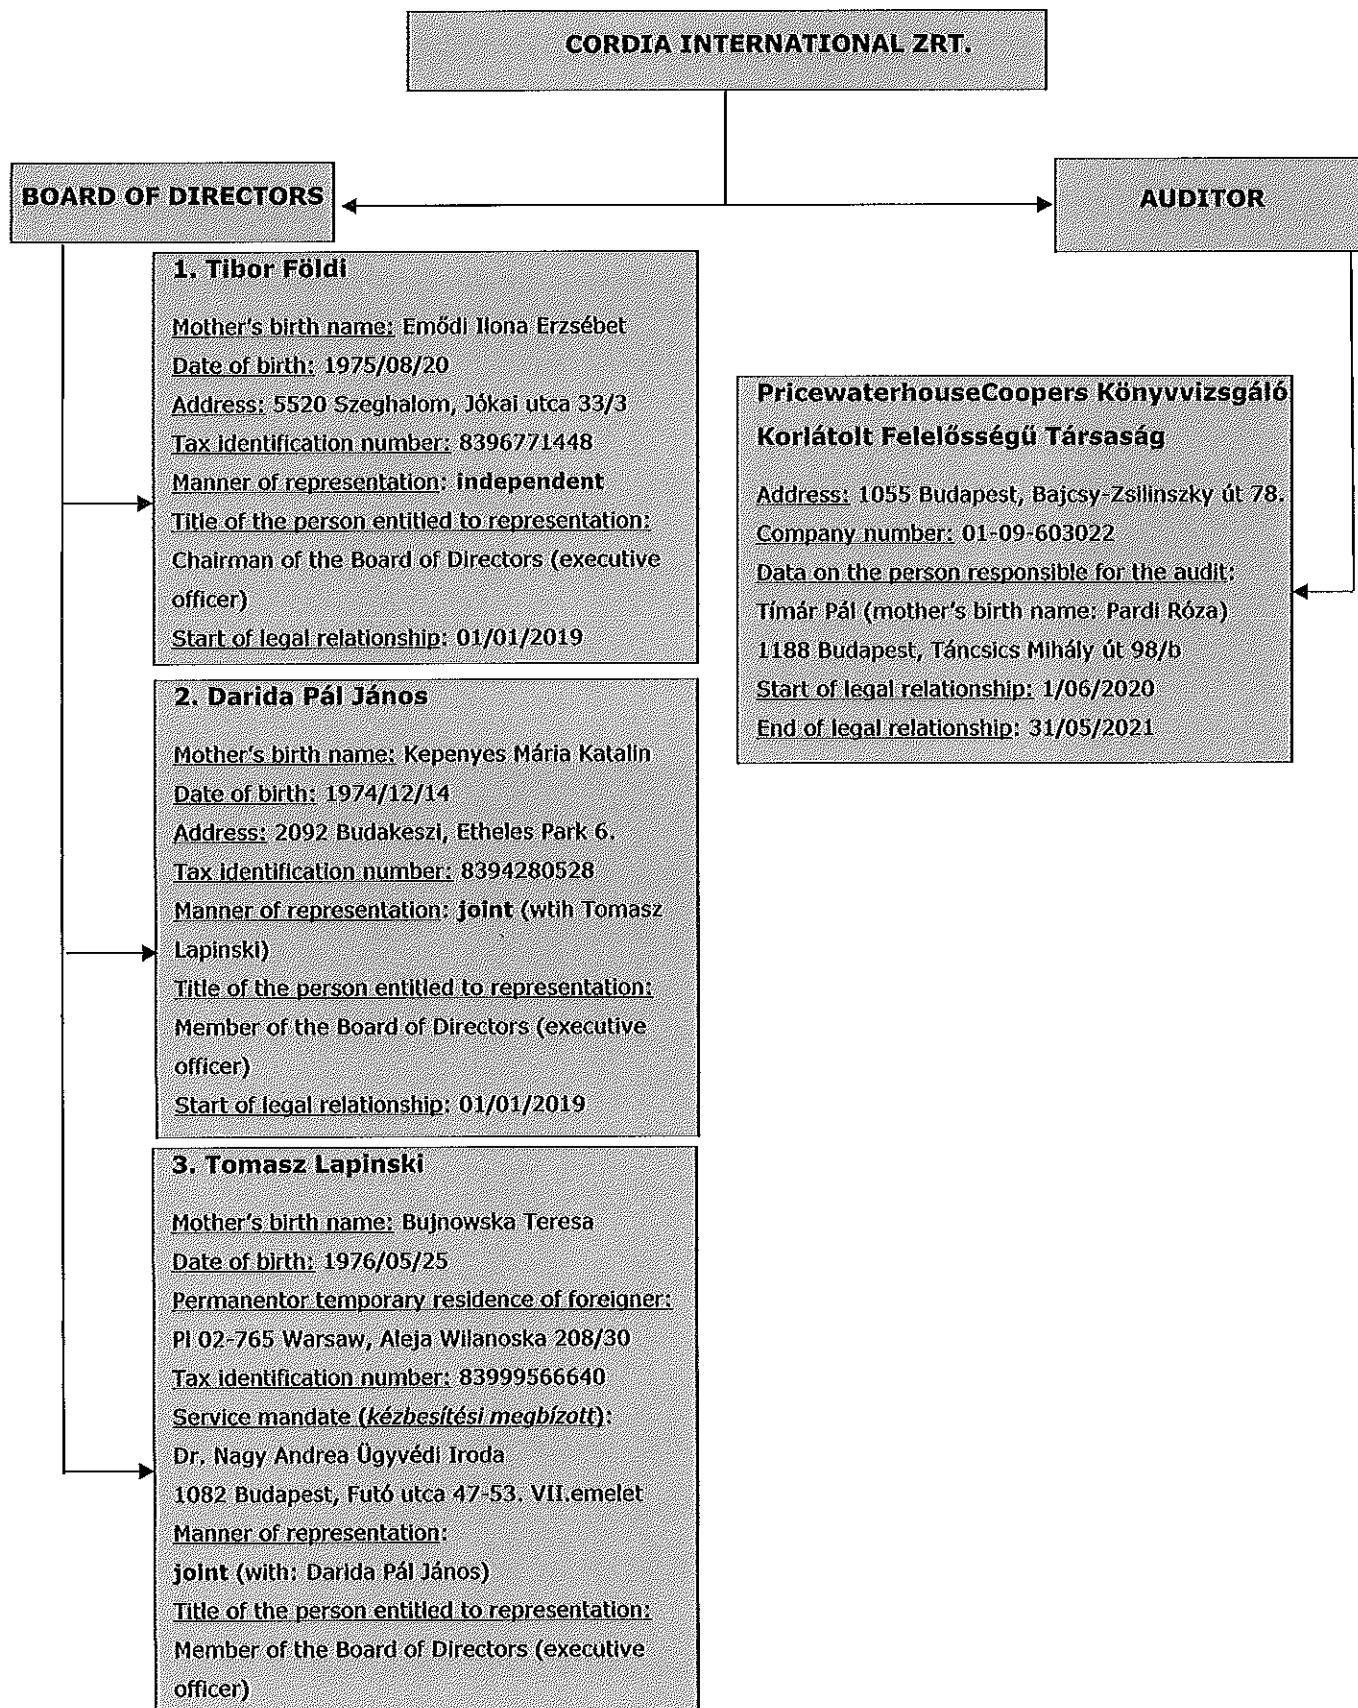 CORDIA INTERNATIONAL ZRT.
BOARD OF DIRECTORS
AUDITOR
1. Tibor Földi
Mother's birth name: Emődi Ilona Erzsébet
Date of birth: 1975/08/20
Address: 5520 Szeghalom, Jókai utca 33/3
Tax identification number: 8396771448
Manner of representation: independent
Title of the person entitled to representation:
Chairman of the Board of Directors (executive
officer)
Start of legal relationship: 01/01/2019
2. Darida Pál János
Mother's birth name: Kepenyes Mária Katalin
Date of birth: 1974/12/14
Address: 2092 Budakeszi, Etheles Park 6.
Tax identification number: 8394280528
Manner of representation: joint (wtih Tomasz
Lapinski)
Title of the person entitled to representation:
Member of the Board of Directors (executive
officer)
Start of legal relationship: 01/01/2019
3. Tomasz Lapinski
Mother's birth name: Bujnowska Teresa
Date of birth: 1976/05/25
Permanentor temporary residence of foreigner:
Pl 02-765 Warsaw, Aleja Wilanoska 208/30
Tax identification number: 83999566640
Service mandate (kézbesítési megbízott):
Dr. Nagy Andrea Ügyvédi Iroda
1082 Budapest, Futó utca 47-53. VII.emelet
Manner of representation:
joint (with: Darida Pál János)
Title of the person entitled to representation:
Member of the Board of Directors (executive
officer)
PricewaterhouseCoopers Könyvvizsgáló
Korlátolt Felelősségű Társaság
Address: 1055 Budapest, Bajcsy-Zsilinszky út 78.
Company number: 01-09-603022
Data on the person responsible for the audit:
Tímár Pál (mother's birth name: Pardi Róza)
1188 Budapest, Táncsics Mihály út 98/b
Start of legal relationship: 1/06/2020
End of legal relationship: 31/05/2021